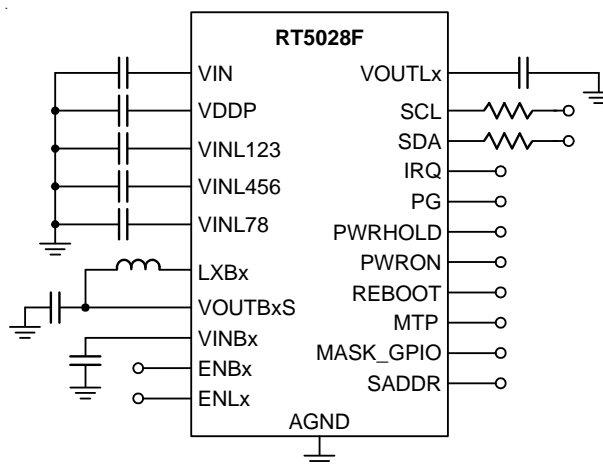 RT5028F
VIN
VDDP
VINL123
VINL456
VINL78
LXBx
VOUTBxS
VINBx
ENBx
ENLx
VOUTLx
SCL
SDA
IRQ
PG
PWRHOLD
PWRON
REBOOT
MTP
MASK_GPIO
SADDR
AGND